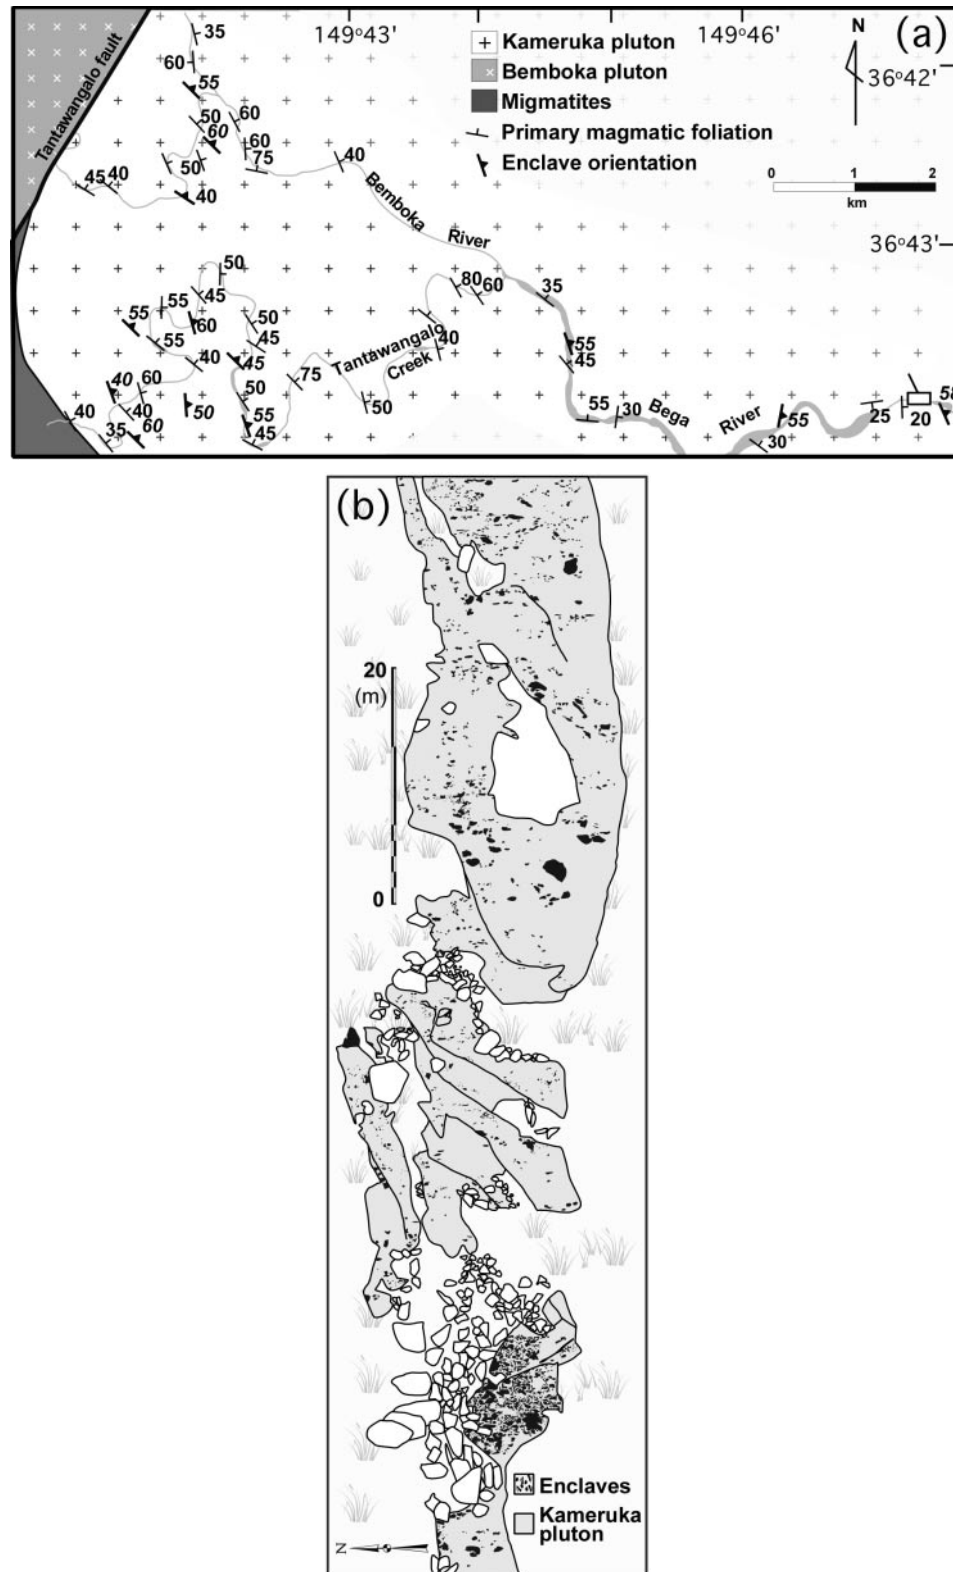 (a)
149°43'
149°46'
N
36°42'
36°43'
Kameruka pluton
Bemboka pluton
Migmatites
Primary magmatic foliation
Enclave orientation
0 1 2
km
Tantawangalo fault
35
60
55
50
60
60
60
75
50
40
45 40
40
Bemboka
River
50
45
55
55
60
55
50
45
45
40
80 60
35
Tantawangalo
Creek
40
55
45
75
50
50
55
45
40
60
40
40
60
35
50
55
30
Bega
River
55
30
25
20
58
(b)
20
(m)
0
Enclaves
Kameruka
pluton
N